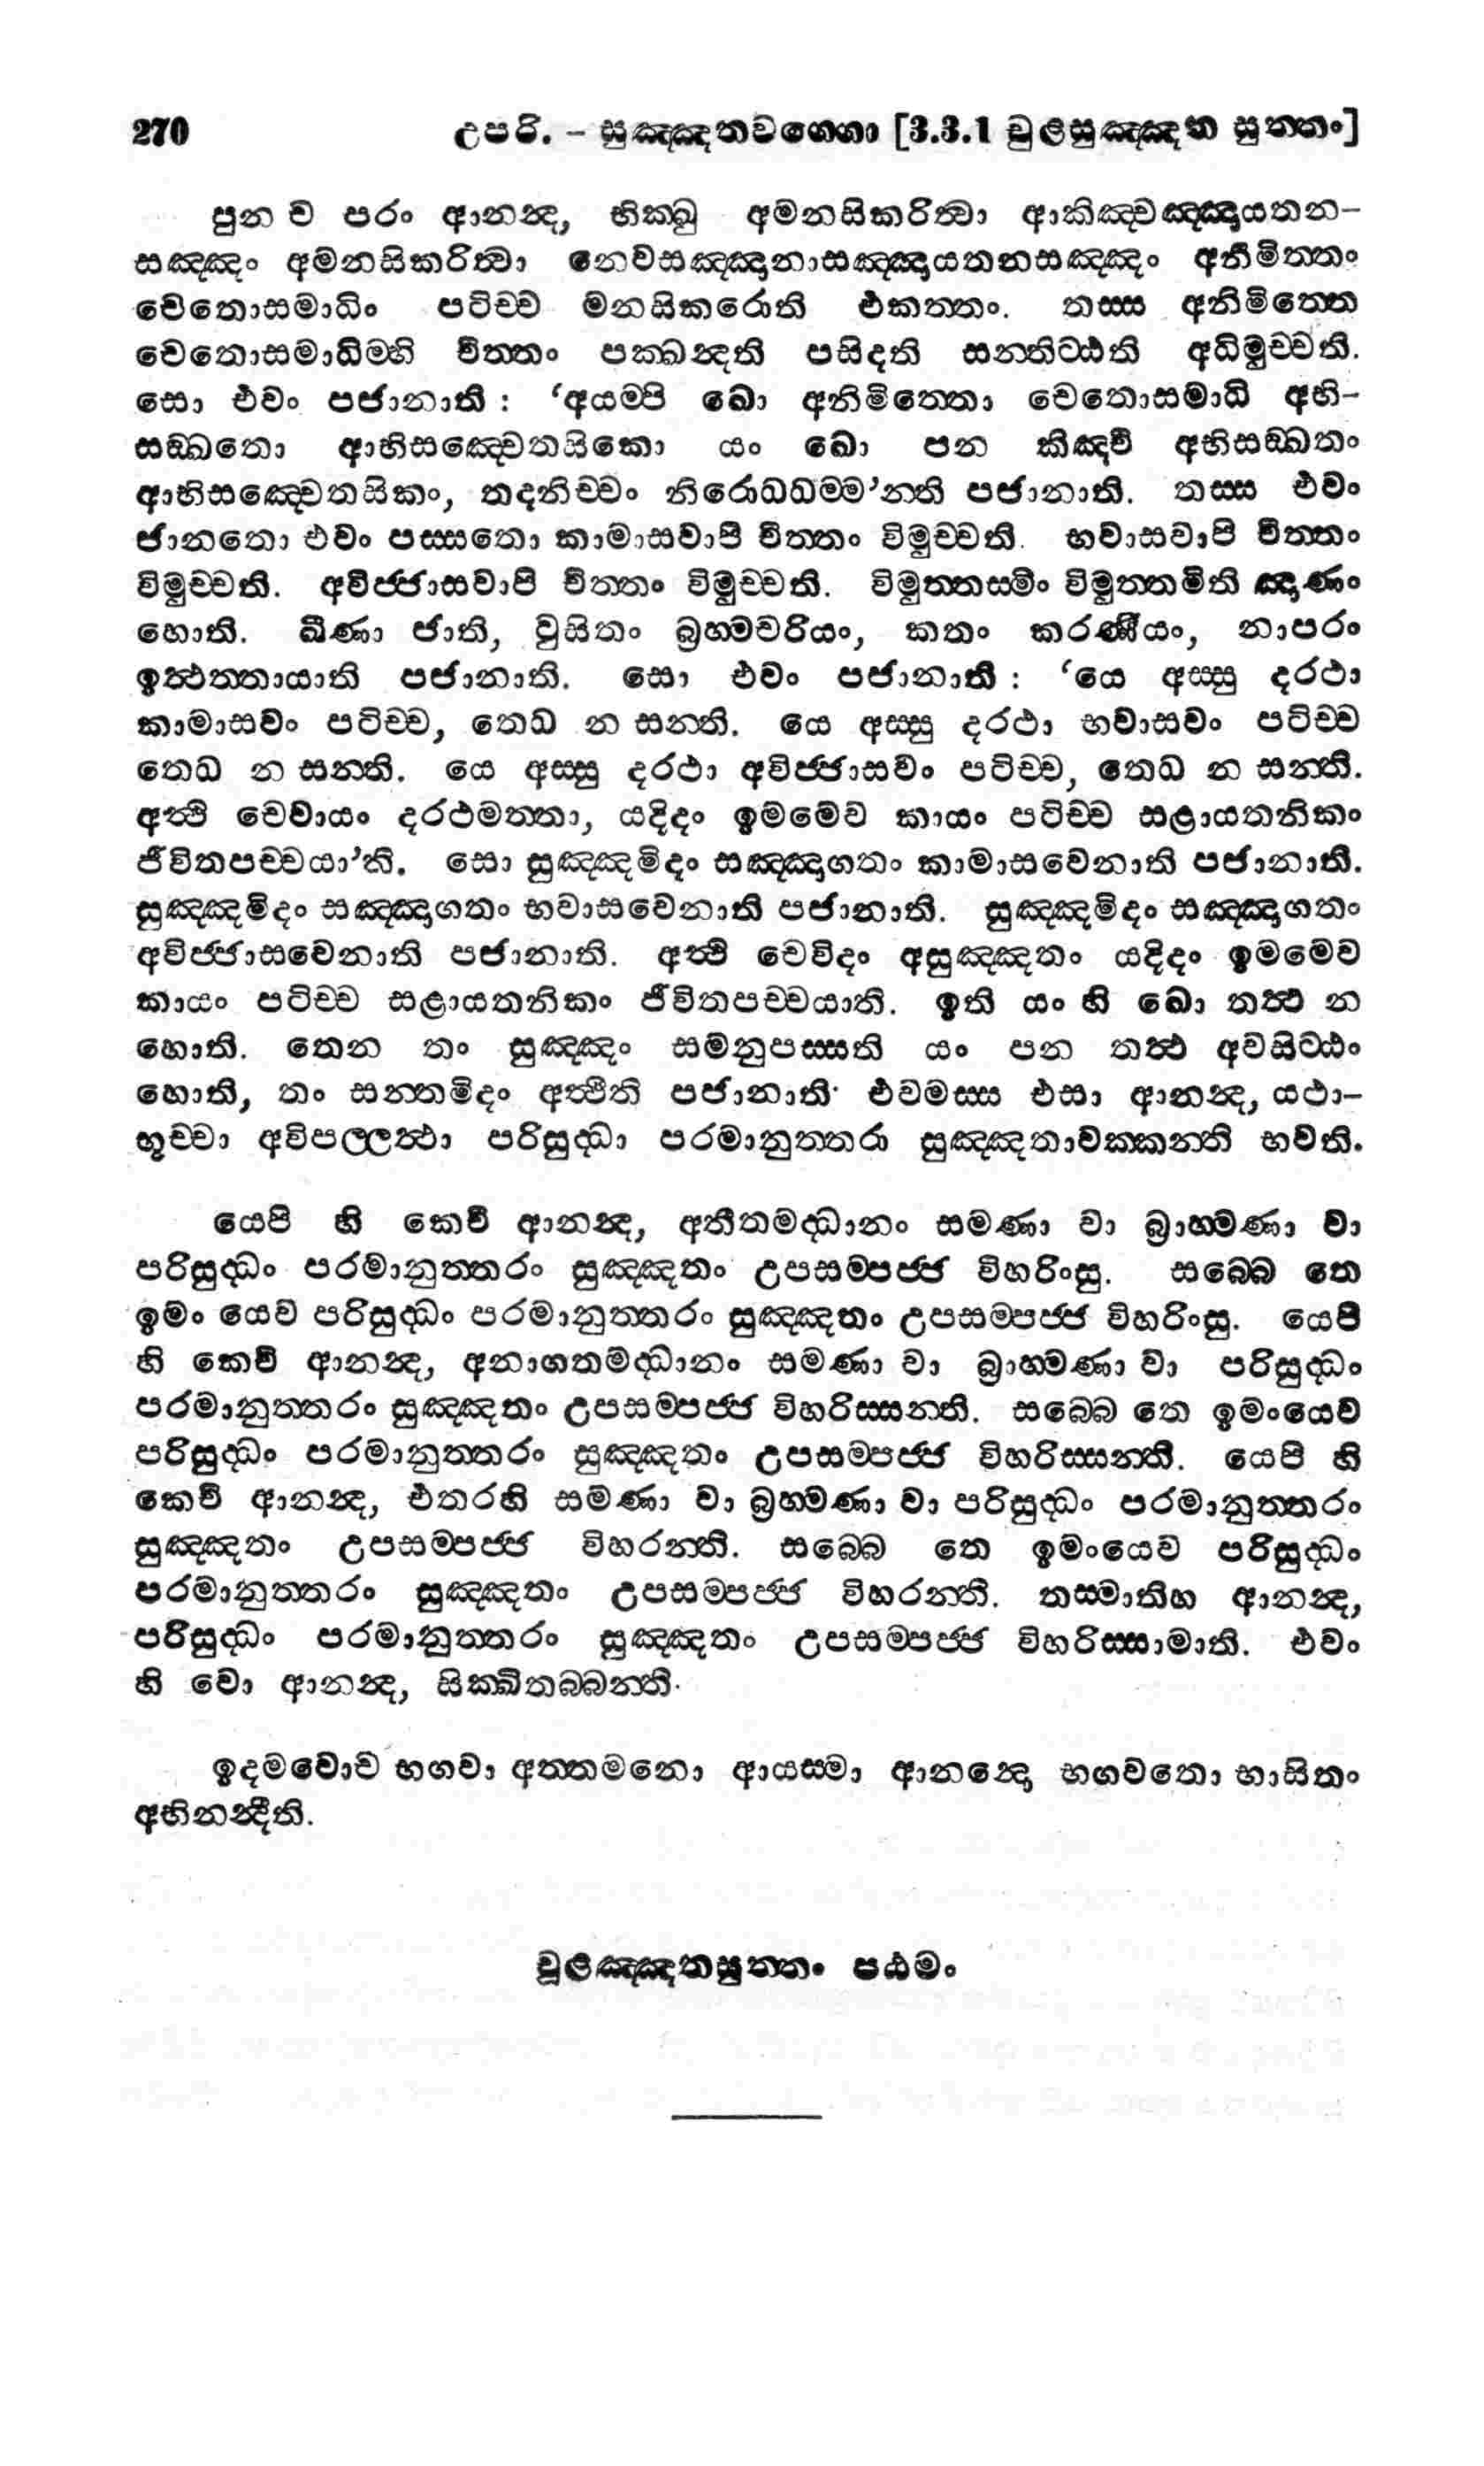 270 උපරි. – සුඤ්ඤතවග්ගො [3.3.1 චුළසුඤ්ඤත සුත්තං]
පුන ච පරං ආනන්ද, භික්ඛු අමනසිකරිත්වා ආකිඤ්චඤ්ඤායතන–
සඤ්ඤං අමනසිකරිත්වා නෙවසඤ්ඤානාසඤ්ඤායතනසඤ්ඤං අනිමිත්තං
චෙතොසමාධිං පටිච්ච මනසිකරොති එකත්තං. තස්ස අනිමිත්තෙ
චෙතොසමාධිම්හි චිත්තං පක්ඛන්දති පසිදති සන්තිට්ඨති අධිමුච්චති.
සො එවං පජානාති : ‘අයම්පි ඛො අනිමිත්තො චෙතොසමාධි අභි–
සඞ්ඛතො ආභිසඤ්චෙතයිකො යං ඛො පන කිඤ්චි අභිසඞ්ඛතං
ආභිසඤ්චෙතයිකං, තදනිච්චං නිරොධධම්ම’න්ති පජානාති. තස්ස එවං
ජානතො එවං පස්සතො කාමාසවාපි චිත්තං විමුච්චති. භවාසවාපි චිත්තං
විමුච්චති. අවිජ්ජාසවාපි චිත්තං විමුච්චති. විමුත්තස්මිං විමුත්තමිති ඤාණං
හොති. ඛීණා ජාති, වුසිතං බ්‍රහ්මචරියං, කතං කරණීයං, නාපරං
ඉත්ථත්තායාති පජානාති. සො එවං පජානාති : ‘යෙ අස්සු දරථා
කාමාසවං පටිච්ච, තෙධ න සන්ති. යෙ අස්සු දරථා භවාසවං පටිච්ච
තෙධ න සන්ති. යෙ අස්සු දරථා අවිජ්ජාසවං පටිච්ච, තෙධ න සන්ති.
අත්ථි චෙවායං දරථමත්තා, යදිදං ඉමමෙව කායං පටිච්ච සළායතනිකං
ජීවිතපච්චයා’ති. සො සුඤ්ඤමිදං සඤ්ඤාගතං කාමාසවෙනාති පජානාති.
සුඤ්ඤමිදං සඤ්ඤාගතං භවාසවෙනාති පජානාති. සුඤ්ඤමිදං සඤ්ඤාගතං
අවිජ්ජාසවෙනාති පජානාති. අත්ථි චෙවිදං අසුඤ්ඤතං යදිදං ඉමමෙව
කායං පටිච්ච සළායතනිකං ජීවිතපච්චයාති. ඉති යං හි ඛො තත්ථ න
හොති. තෙන තං සුඤ්ඤං සමනුපස්සති යං පන තත්ථ අවසිට්ඨං
හොති, තං සන්තමිදං අත්ථීති පජානාති. එවමස්ස එසා ආනන්ද, යථා–
භූච්චා අවිපල්ලත්ථා පරිසුද්ධා පරමානුත්තරා සුඤ්ඤතාවක්කන්ති භවති.
යෙපි හි කෙචි ආනන්ද, අතීතමද්ධානං සමණා වා බ්‍රාහ්මණා වා
පරිසුද්ධං පරමානුත්තරං සුඤ්ඤතං උපසම්පජ්ජ විහරිංසු. සබ්බෙ තෙ
ඉමං යෙව පරිසුද්ධං පරමානුත්තරං සුඤ්ඤතං උපසම්පජ්ජ විහරිංසු. යෙපි
හි කෙචි ආනන්ද, අනාගතමද්ධානං සමණා වා බ්‍රාහ්මණා වා පරිසුද්ධං
පරමානුත්තරං සුඤ්ඤතං උපසම්පජ්ජ විහරිස්සන්ති. සබ්බෙ තෙ ඉමංයෙව
පරිසුද්ධං පරමානුත්තරං සුඤ්ඤතං උපසම්පජ්ජ විහරිස්සන්ති. යෙපි හි
කෙචි ආනන්ද, එතරහි සමණා වා බ්‍රහ්මණා වා පරිසුද්ධං පරමානුත්තරං
සුඤ්ඤතං උපසම්පජ්ජ විහරන්ති. සබ්බෙ තෙ ඉමංයෙව පරිසුද්ධං
පරමානුත්තරං සුඤ්ඤතං උපසම්පජ්ජ විහරන්ති. තස්මාතිහ ආනන්ද,
පරිසුද්ධං පරමානුත්තරං සුඤ්ඤතං උපසම්පජ්ජ විහරිස්සාමාති. එවං
හි වො ආනන්ද, සික්ඛිතබ්බන්ති.
ඉදමවොච භගවා අත්තමනො ආයස්මා ආනන්දො භගවතො භාසිතං
අභිනන්දීති.
චූළඤ්ඤතසුත්තං පඨමං